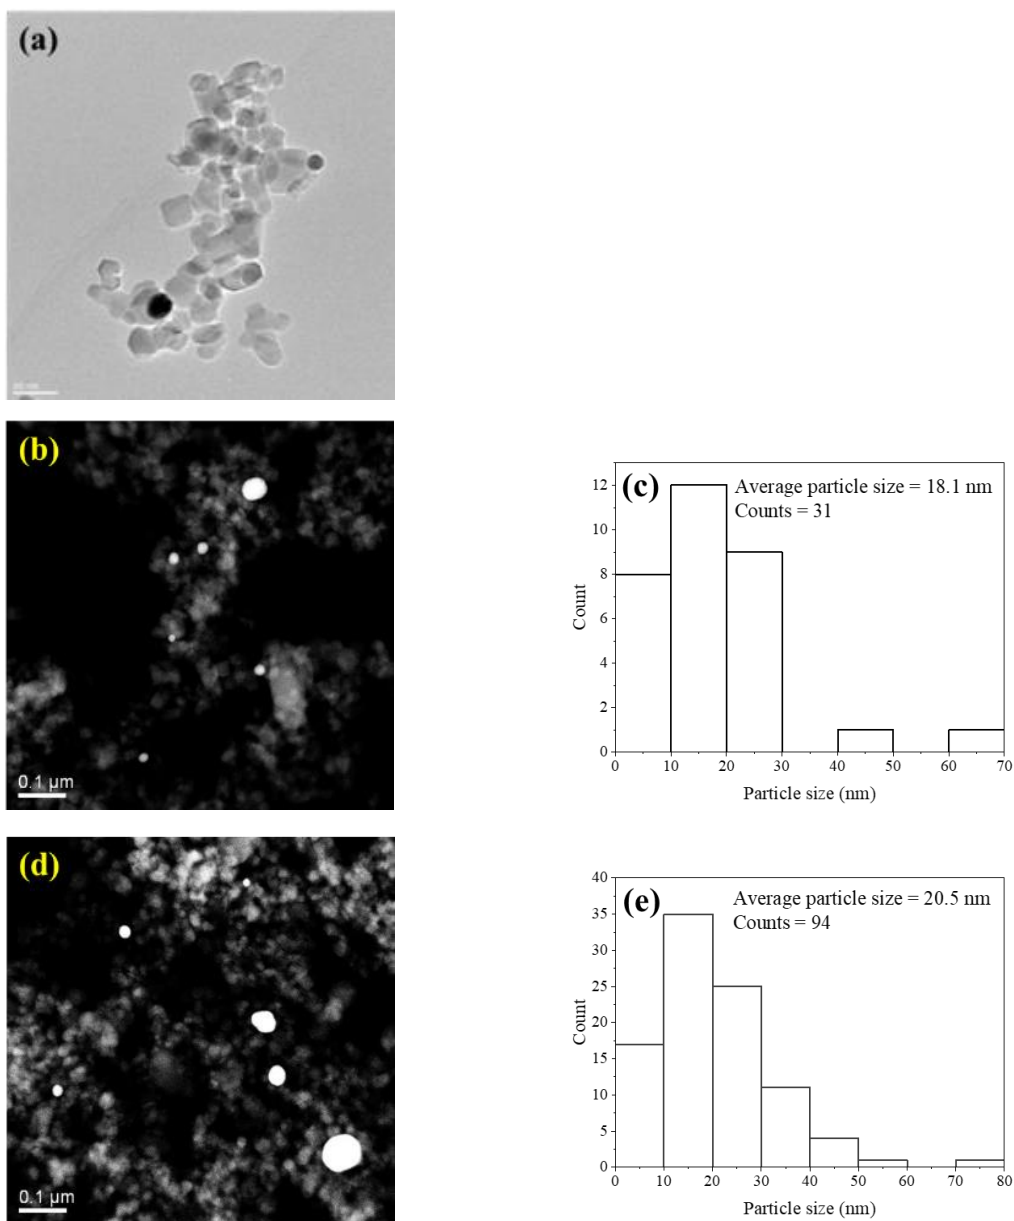 (a)
(b)
0.1 μm
(c)
Average particle size = 18.1 nm
Counts = 31
Count
12
10
8
6
4
2
0
0 10 20 30 40 50 60 70
Particle size (nm)
(d)
0.1 μm
(e)
Average particle size = 20.5 nm
Counts = 94
Count
40
35
30
25
20
15
10
5
0
0 10 20 30 40 50 60 70 80
Particle size (nm)